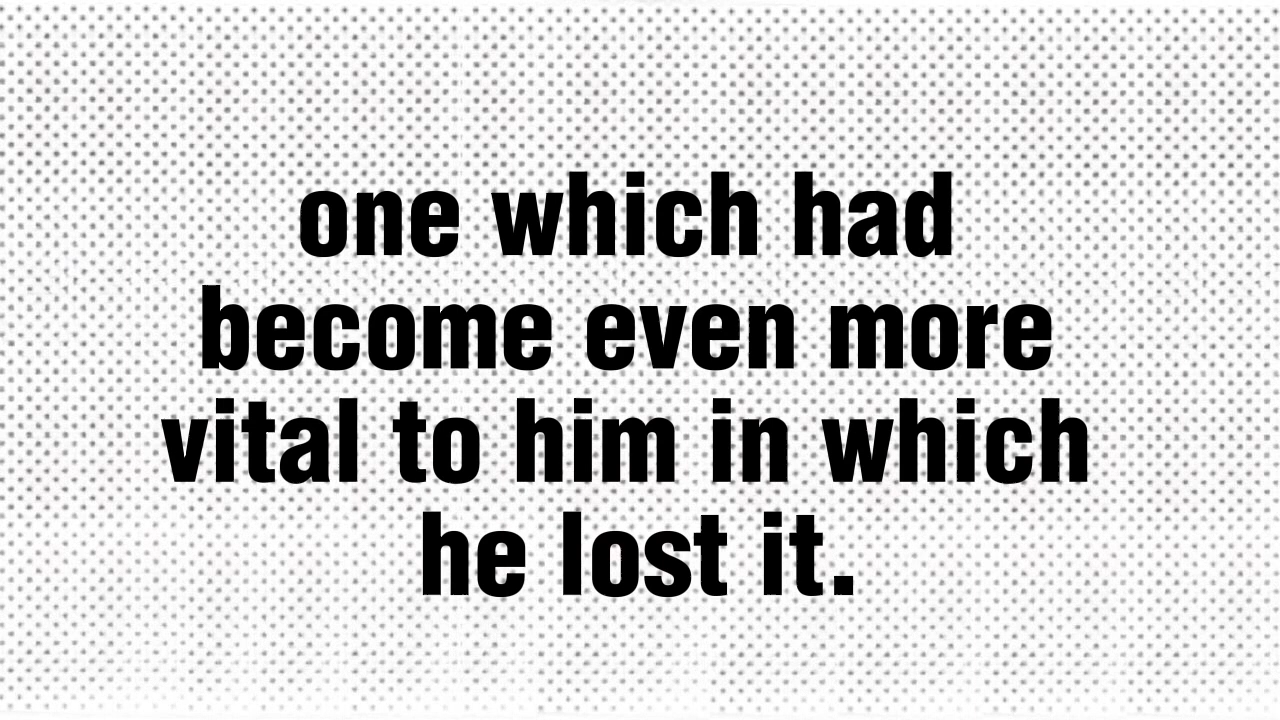 one which had
become even more
vital to him in which
he lost it.